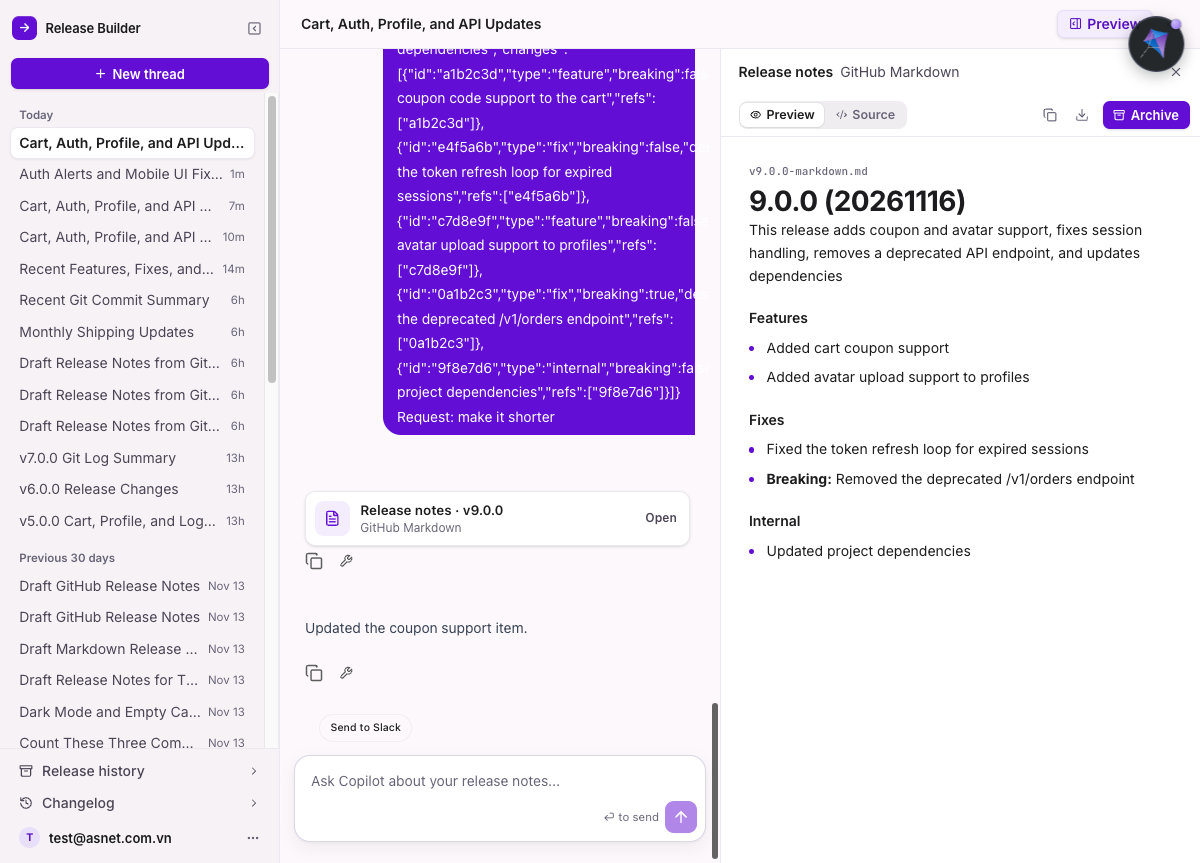 Release Builder
New thread
Today
Cart, Auth, Profile, and API Upd...
Auth Alerts and Mobile UI Fix... 1m
Cart, Auth, Profile, and API ... 7m
Cart, Auth, Profile, and API ... 10m
Recent Features, Fixes, and... 14m
Recent Git Commit Summary 6h
Monthly Shipping Updates 6h
Draft Release Notes from Git... 6h
Draft Release Notes from Git... 6h
Draft Release Notes from Git... 6h
v7.0.0 Git Log Summary 13h
v6.0.0 Release Changes 13h
v5.0.0 Cart, Profile, and Log... 13h
Previous 30 days
Draft GitHub Release Notes Nov 13
Draft GitHub Release Notes Nov 13
Draft Markdown Release ... Nov 13
Draft Release Notes for T... Nov 13
Dark Mode and Empty Ca... Nov 13
Count These Three Com... Nov 13
Release history
Changelog
T test@asnet.com.vn
Cart, Auth, Profile, and API Updates
Preview
dependencies","changes":
[{"id":"a1b2c3d","type":"feature","breaking":fa
coupon code support to the cart","refs":
["a1b2c3d"]},
{"id":"e4f5a6b","type":"fix","breaking":false,"de
the token refresh loop for expired
sessions","refs":["e4f5a6b"]},
{"id":"c7d8e9f","type":"feature","breaking":fals
avatar upload support to profiles","refs":
["c7d8e9f"]},
{"id":"0a1b2c3","type":"fix","breaking":true,"de
the deprecated /v1/orders endpoint","refs":
["0a1b2c3"]},
{"id":"9f8e7d6","type":"internal","breaking":fa
project dependencies","refs":["9f8e7d6"]}]}
Request: make it shorter
Release notes · v9.0.0
GitHub Markdown
Open
Updated the coupon support item.
Send to Slack
Ask Copilot about your release notes...
to send
Release notes GitHub Markdown
Preview
Source
Archive
v9.0.0-markdown.md
9.0.0 (20261116)
This release adds coupon and avatar support, fixes session
handling, removes a deprecated API endpoint, and updates
dependencies
Features
Added cart coupon support
Added avatar upload support to profiles
Fixes
Fixed the token refresh loop for expired sessions
Breaking: Removed the deprecated /v1/orders endpoint
Internal
Updated project dependencies